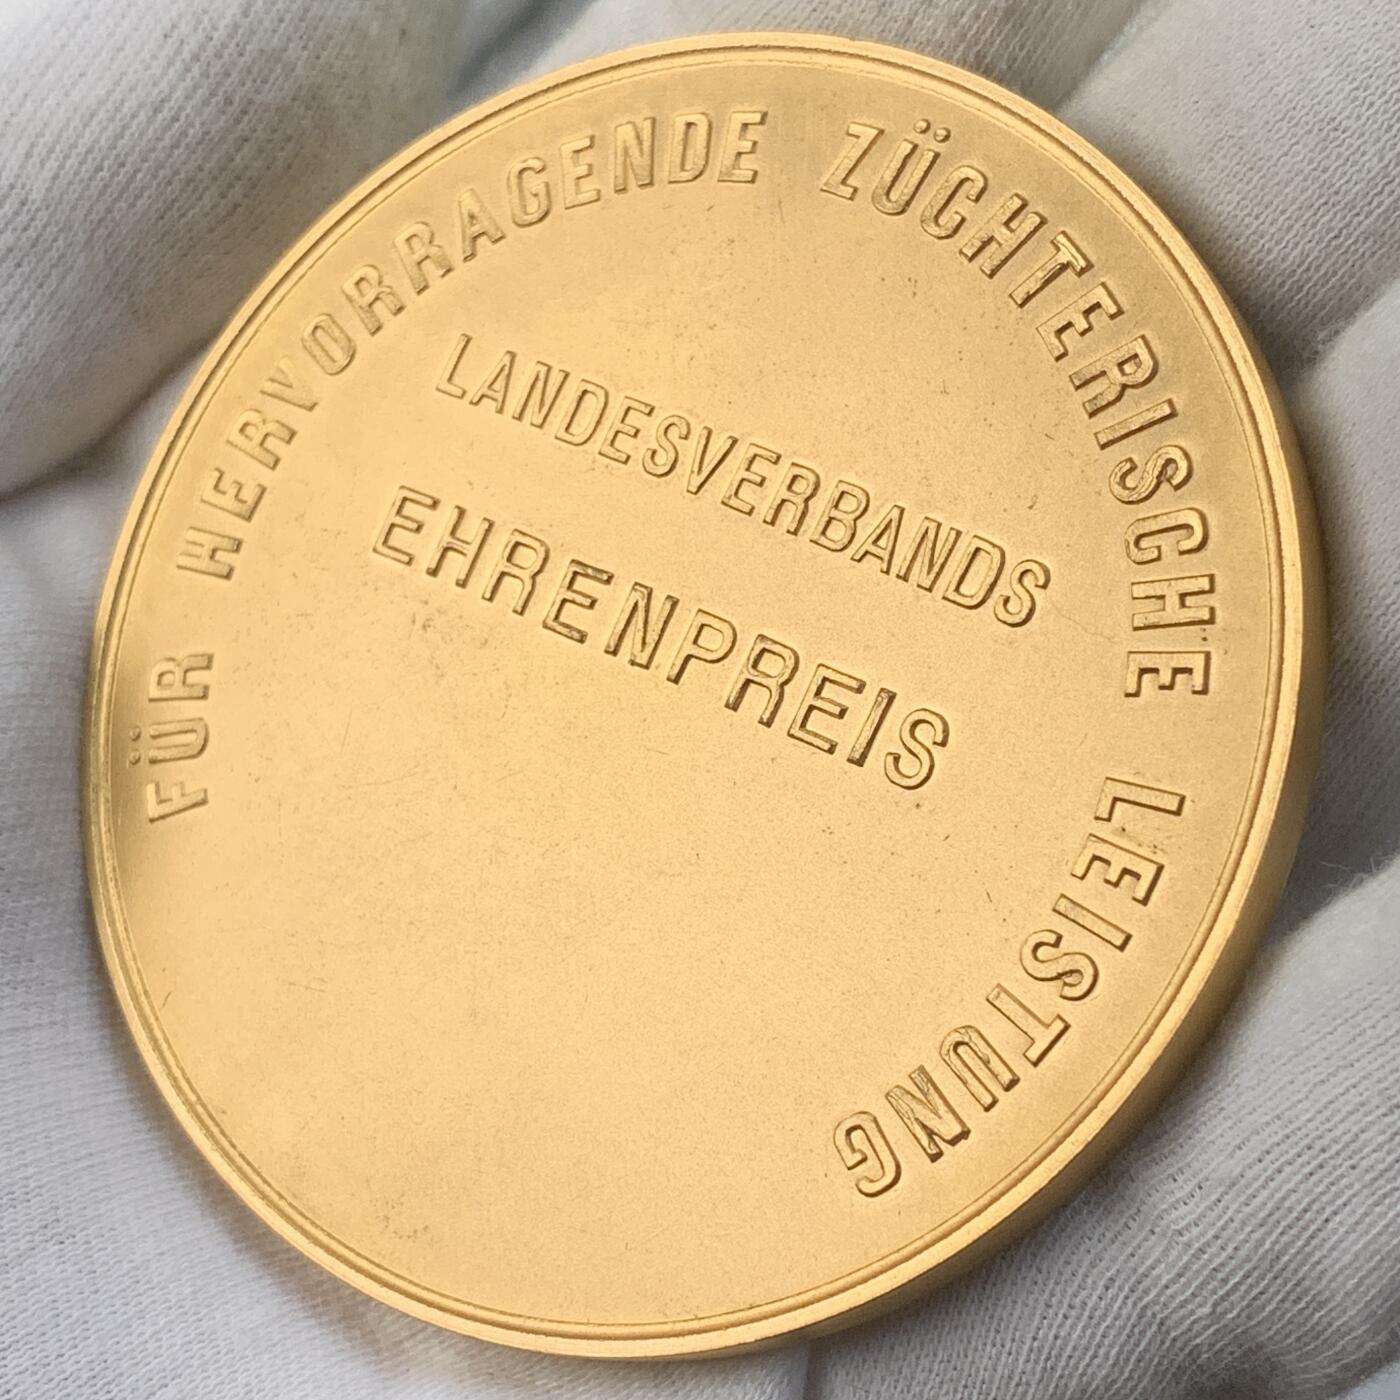 FÜR HERVORRAGENDE ZÜCHTERISCHE LEISTUNG
LANDESVERBANDS
EHRENPREIS